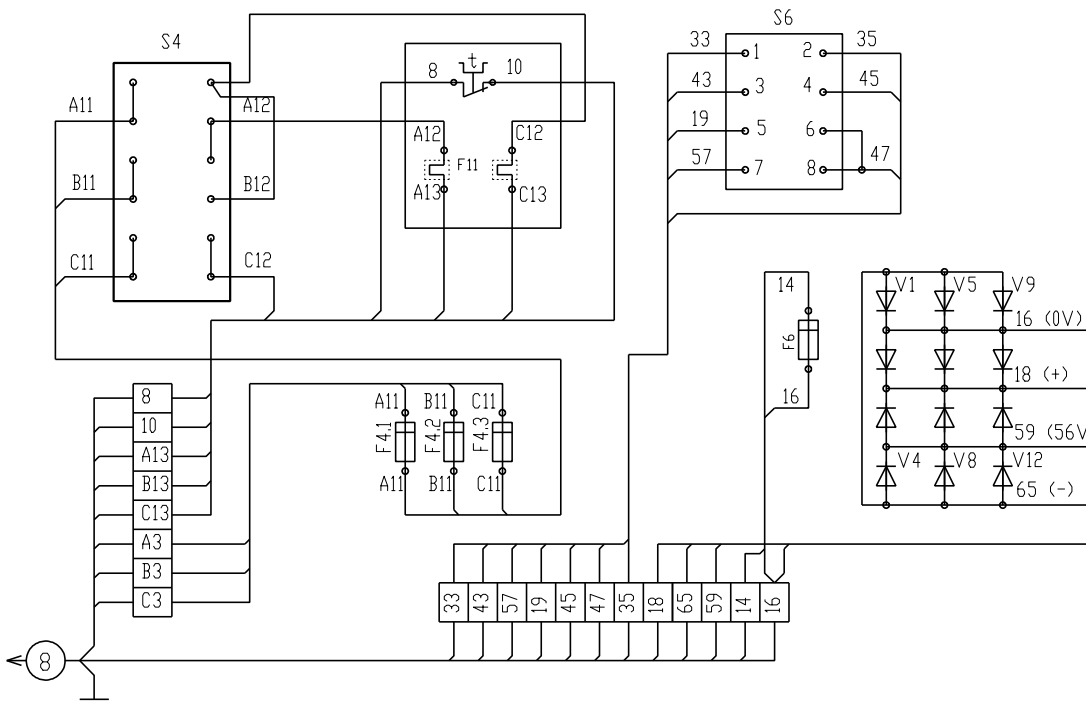 S4
A11
A12
B11
B12
C11
C12
t
8
10
A12
C12
F11
A13
C13
S6
33
1
2
35
43
3
4
45
19
5
6
57
7
8
47
14
F6
16
V1
V5
V9
16 (0V)
18 (+)
59 (56V
V4
V8
V12
65 (-)
8
10
A13
B13
C13
A3
B3
C3
A11
B11
C11
F4.1
F4.2
F4.3
A11
B11
C11
33
43
57
19
45
47
35
18
65
59
14
16
8